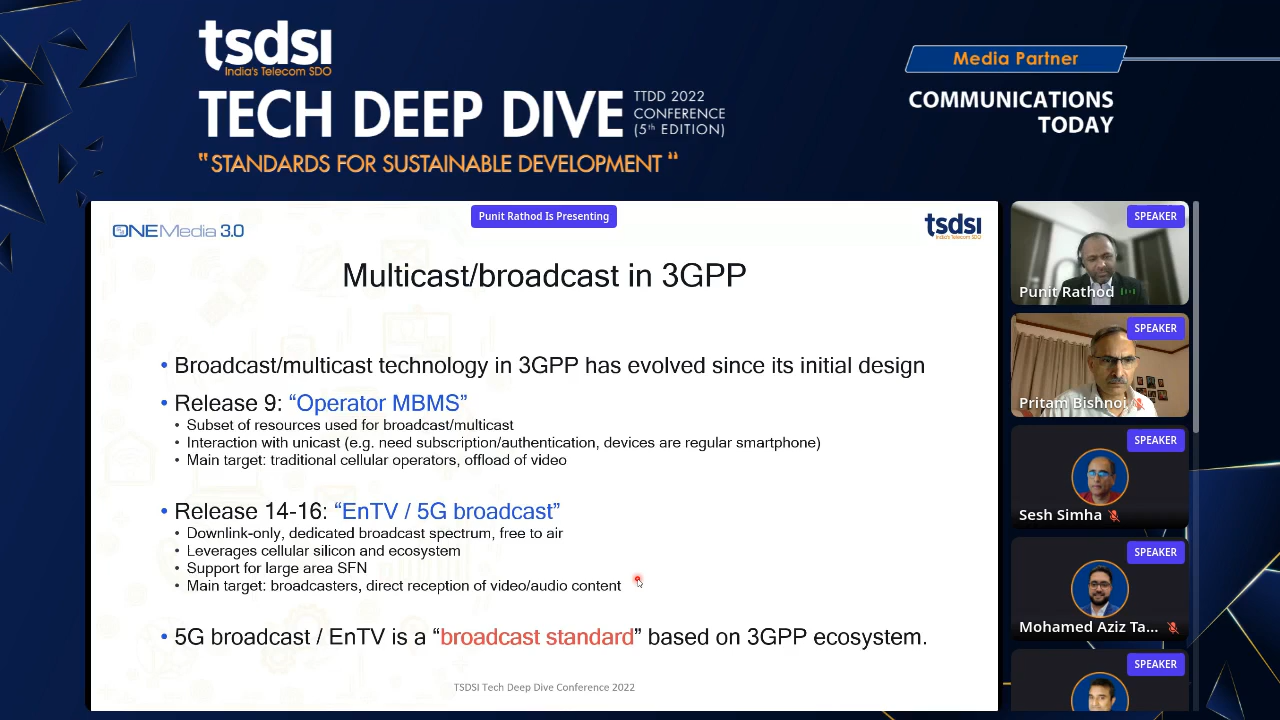 tsdsi
India's Telecom SDO
TECH DEEP DIVE
TTDD 2022
CONFERENCE
(5th EDITION)
"STANDARDS FOR SUSTAINABLE DEVELOPMENT"
Media Partner
COMMUNICATIONS
TODAY
ONEMedia 3.0
Punit Rathod Is Presenting
tsdsi
India's Telecom SDO
Multicast/broadcast in 3GPP
• Broadcast/multicast technology in 3GPP has evolved since its initial design
• Release 9: “Operator MBMS”
• Subset of resources used for broadcast/multicast
• Interaction with unicast (e.g. need subscription/authentication, devices are regular smartphone)
• Main target: traditional cellular operators, offload of video
• Release 14-16: “EnTV / 5G broadcast”
• Downlink-only, dedicated broadcast spectrum, free to air
• Leverages cellular silicon and ecosystem
• Support for large area SFN
• Main target: broadcasters, direct reception of video/audio content
• 5G broadcast / EnTV is a “broadcast standard” based on 3GPP ecosystem.
TSDSI Tech Deep Dive Conference 2022
SPEAKER
Punit Rathod
SPEAKER
Pritam Bishnoi
SPEAKER
Sesh Simha
SPEAKER
Mohamed Aziz Ta...
SPEAKER